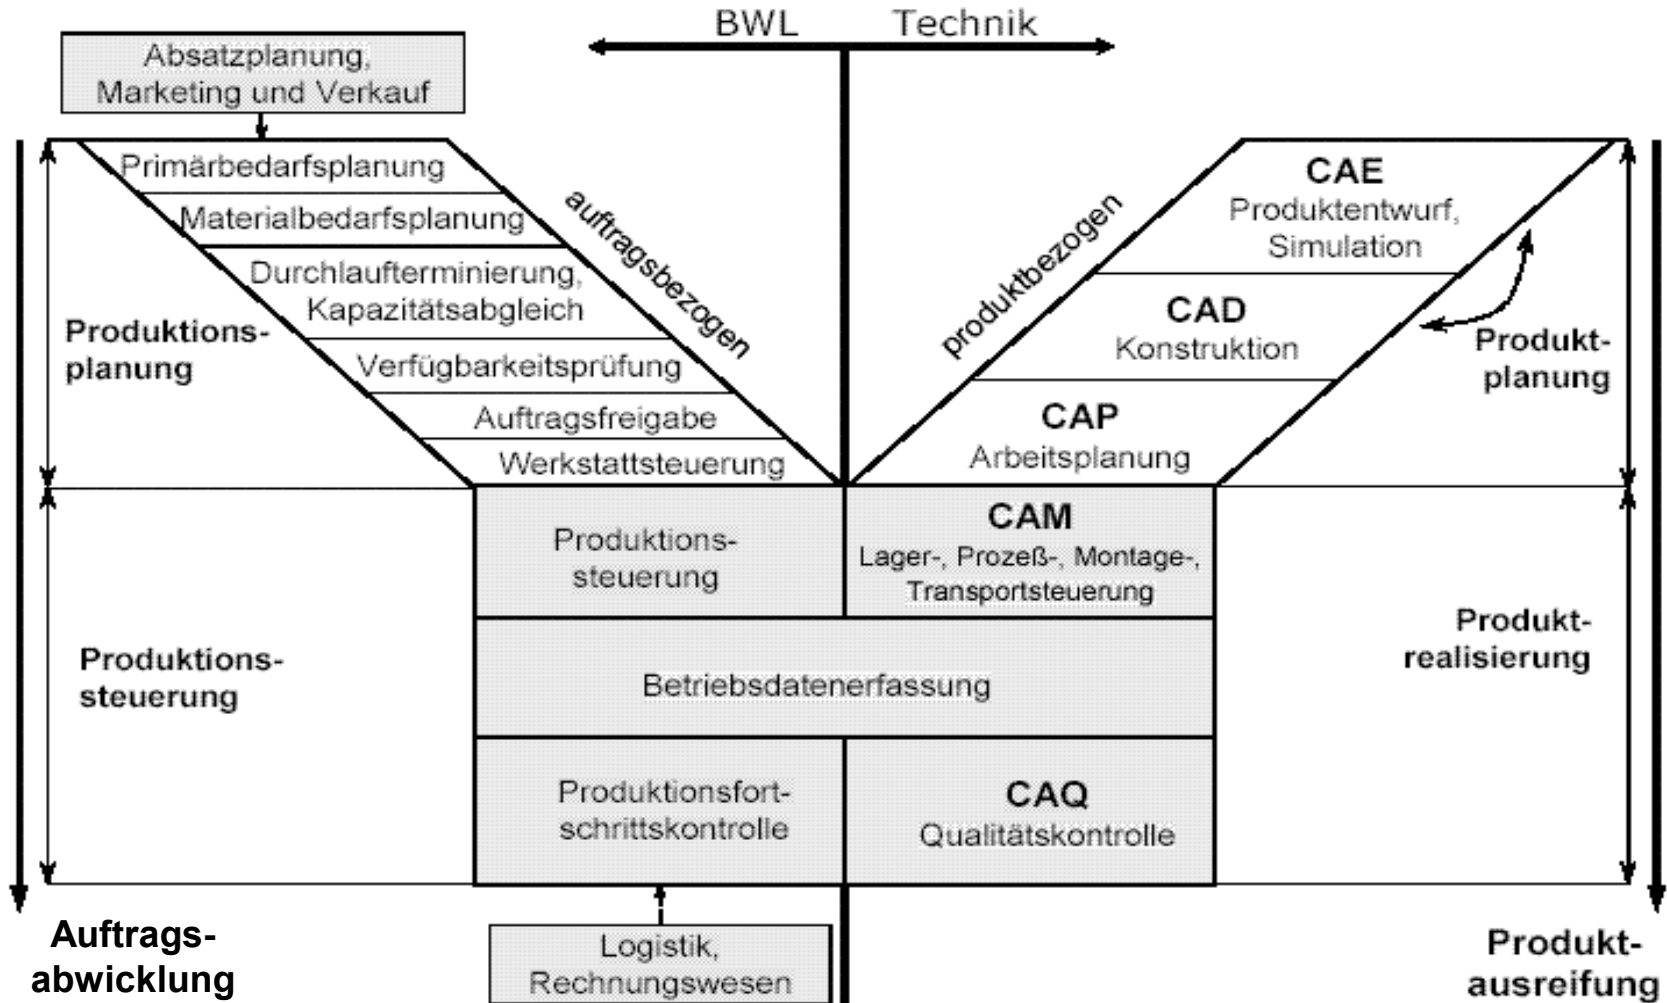 BWL Technik
Absatzplanung,
Marketing und Verkauf
Primärbedarfsplanung
Materialbedarfsplanung
Durchlaufterminierung,
Kapazitätsabgleich
Verfügbarkeitsprüfung
Auftragsfreigabe
Werkstattsteuerung
auftragsbezogen
produktbezogen
CAE
Produktentwurf,
Simulation
CAD
Konstruktion
CAP
Arbeitsplanung
Produktions-
planung
Produkt-
planung
Produktions-
steuerung
CAM
Lager-, Prozeß-, Montage-,
Transportsteuerung
Produktions-
steuerung
Betriebsdatenerfassung
Produkt-
realisierung
Produktionsfort-
schrittskontrolle
CAQ
Qualitätskontrolle
Auftrags-
abwicklung
Logistik,
Rechnungswesen
Produkt-
ausreifung